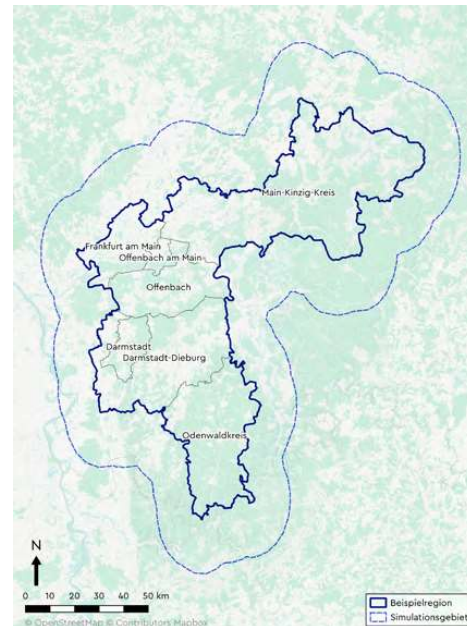 Main-Kinzig-Kreis
Frankfurt am Main
Offenbach am Main
Offenbach
Darmstadt
Darmstadt-Dieburg
Odenwaldkreis
N
0 10 20 30 40 50 km
Beispielregion
Simulationsgebiet
© OpenStreetMap © Contributors Mapbox